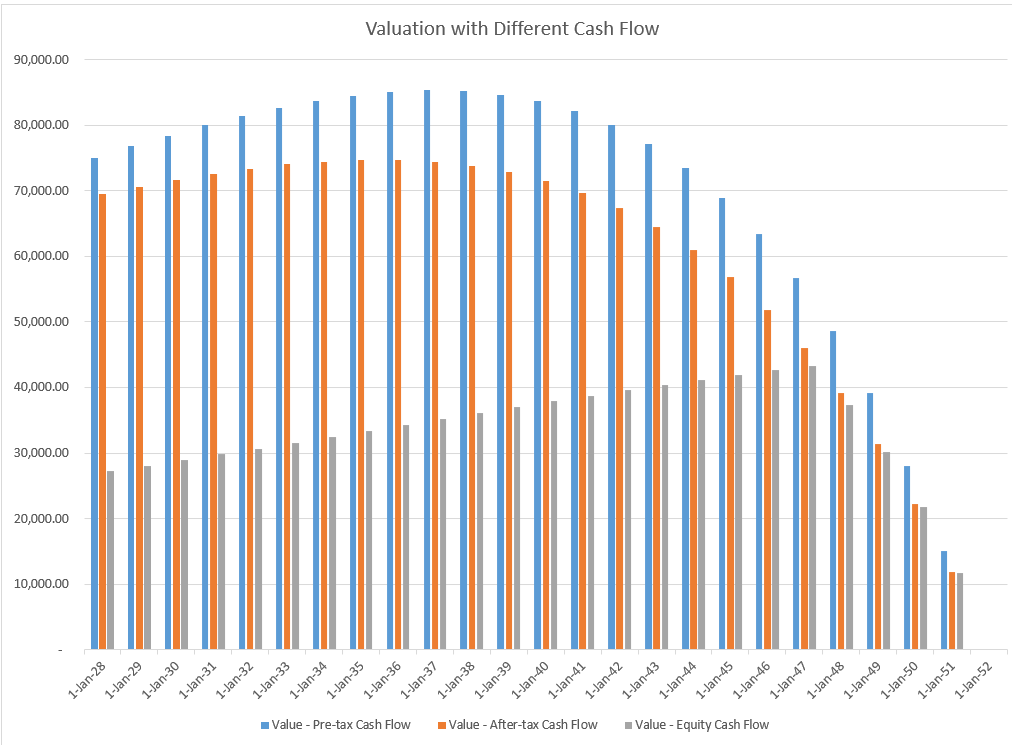 Valuation with Different Cash Flow
90,000.00
80,000.00
70,000.00
60,000.00
50,000.00
40,000.00
30,000.00
20,000.00
10,000.00
-
1-Jan-28
1-Jan-29
1-Jan-30
1-Jan-31
1-Jan-32
1-Jan-33
1-Jan-34
1-Jan-35
1-Jan-36
1-Jan-37
1-Jan-38
1-Jan-39
1-Jan-40
1-Jan-41
1-Jan-42
1-Jan-43
1-Jan-44
1-Jan-45
1-Jan-46
1-Jan-47
1-Jan-48
1-Jan-49
1-Jan-50
1-Jan-51
1-Jan-52
Value - Pre-tax Cash Flow Value - After-tax Cash Flow Value - Equity Cash Flow